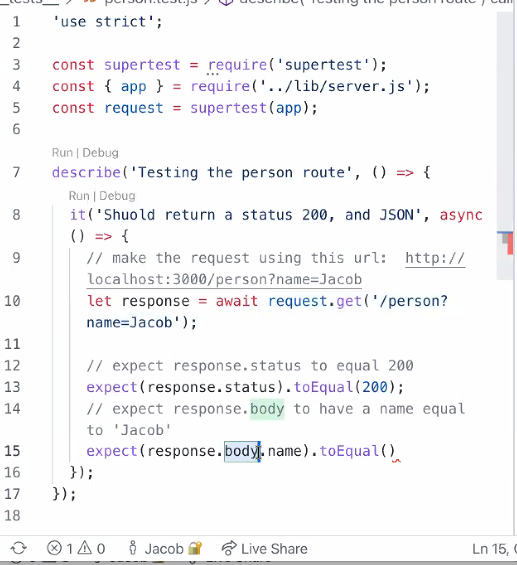 person.test.js
describe('Testing the person route') call
1 'use strict';
2
3 const supertest = require('supertest');
4 const { app } = require('../lib/server.js');
5 const request = supertest(app);
6
Run | Debug
7 describe('Testing the person route', () => {
Run | Debug
8 it('Shuold return a status 200, and JSON', async
() => {
9 // make the request using this url:  http://
localhost:3000/person?name=Jacob
10 let response = await request.get('/person?
name=Jacob');
11
12 // expect response.status to equal 200
13 expect(response.status).toEqual(200);
14 // expect response.body to have a name equal
to 'Jacob'
15 expect(response.body.name).toEqual()
16 });
17 });
18
1 0 Jacob Live Share Ln 15,